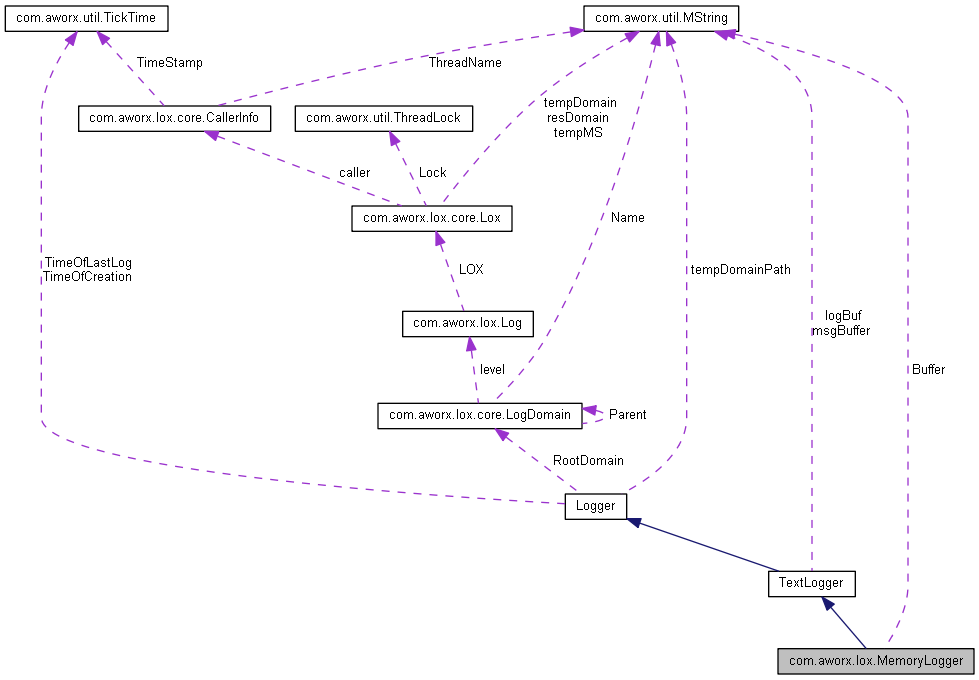 com.aworx.util.TickTime
com.aworx.util.MString
TimeStamp
ThreadName
tempDomain
resDomain
tempMS
com.aworx.lox.core.CallerInfo
com.aworx.util.ThreadLock
caller
Lock
com.aworx.lox.core.Lox
Name
TimeOfLastLog
TimeOfCreation
LOX
tempDomainPath
com.aworx.lox.Log
logBuf
msgBuffer
level
Buffer
com.aworx.lox.core.LogDomain
Parent
RootDomain
Logger
TextLogger
com.aworx.lox.MemoryLogger